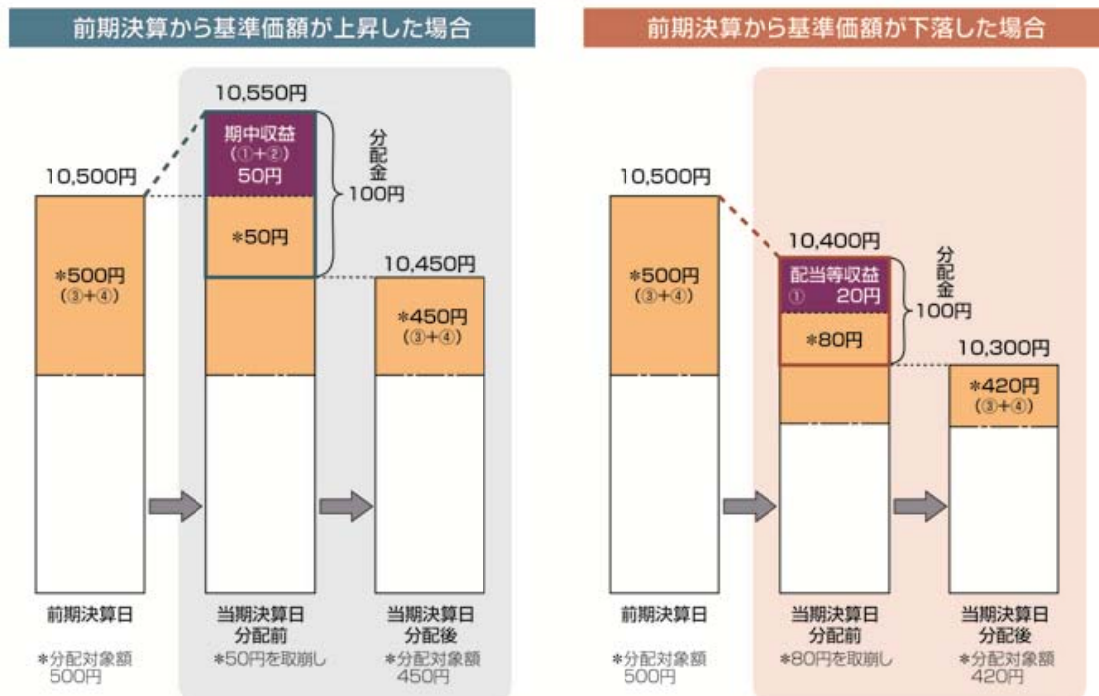 前期決算から基準価額が上昇した場合
10,550円
期中収益
(①+②)
50円
分配金
100円
10,500円
*500円
(③+④)
*50円
10,450円
*450円
(③+④)
前期決算日
当期決算日
分配前
当期決算日
分配後
*分配対象額
500円
*50円を取崩し
*分配対象額
450円
前期決算から基準価額が下落した場合
10,500円
*500円
(③+④)
10,400円
配当等収益
① 20円
分配金
100円
*80円
10,300円
*420円
(③+④)
前期決算日
当期決算日
分配前
当期決算日
分配後
*分配対象額
500円
*80円を取崩し
*分配対象額
420円